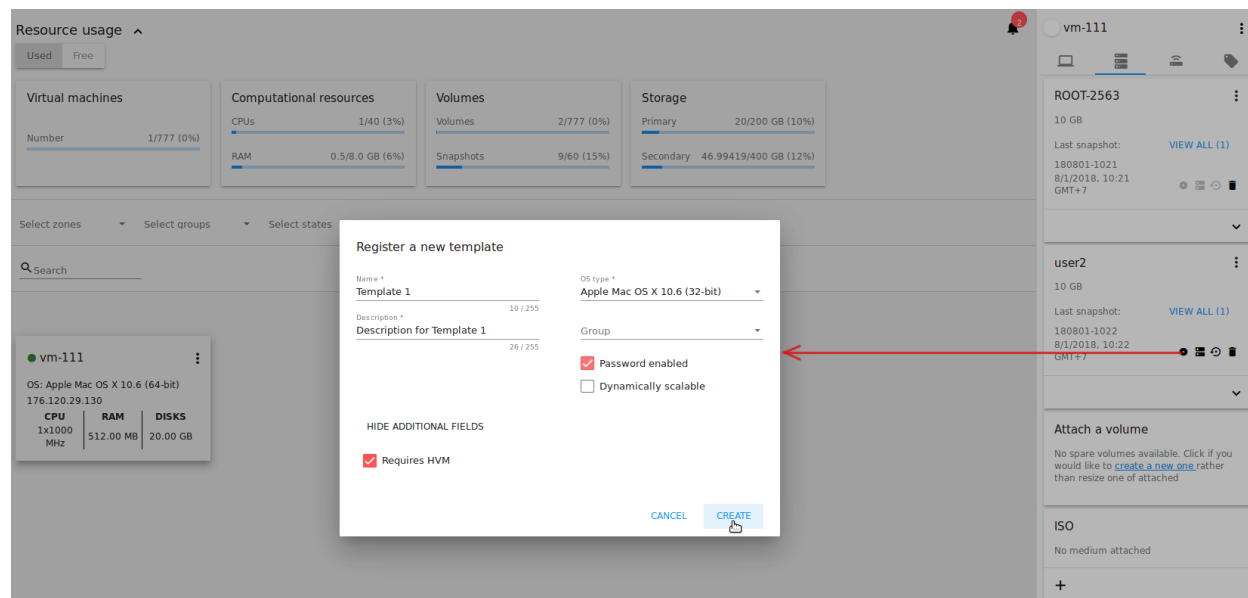 Resource usage
Used Free
Virtual machines
Number 1/777 (0%)
Computational resources
CPUs 1/40 (3%)
RAM 0.5/8.0 GB (6%)
Volumes
Volumes 2/777 (0%)
Snapshots 9/60 (15%)
Storage
Primary 20/200 GB (10%)
Secondary 46.99419/400 GB (12%)
2
Select zones Select groups Select states
Search
vm-111
OS: Apple Mac OS X 10.6 (64-bit)
176.120.29.130
CPU RAM DISKS
1x1000 MHz 512.00 MB 20.00 GB
Register a new template
Name *
Template 1
10 / 255
Description *
Description for Template 1
26 / 255
OS type *
Apple Mac OS X 10.6 (32-bit)
Group
Password enabled
Dynamically scalable
HIDE ADDITIONAL FIELDS
Requires HVM
CANCEL CREATE
vm-111
ROOT-2563
10 GB
Last snapshot: VIEW ALL (1)
180801-1021
8/1/2018, 10:21
GMT+7
user2
10 GB
Last snapshot: VIEW ALL (1)
180801-1022
8/1/2018, 10:22
GMT+7
Attach a volume
No spare volumes available. Click if you
would like to create a new one rather
than resize one of attached
ISO
No medium attached
+